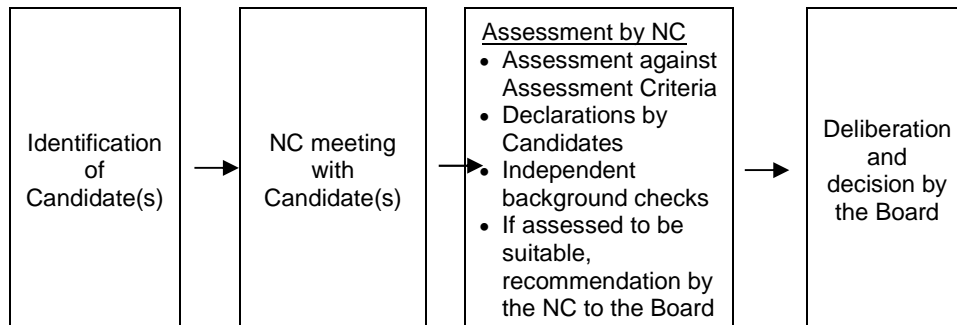 Identification
of
Candidate(s)
NC meeting
with
Candidate(s)
Assessment by NC
• Assessment against
Assessment Criteria
• Declarations by
Candidates
• Independent
background checks
• If assessed to be
suitable,
recommendation by
the NC to the Board
Deliberation
and
decision by
the Board